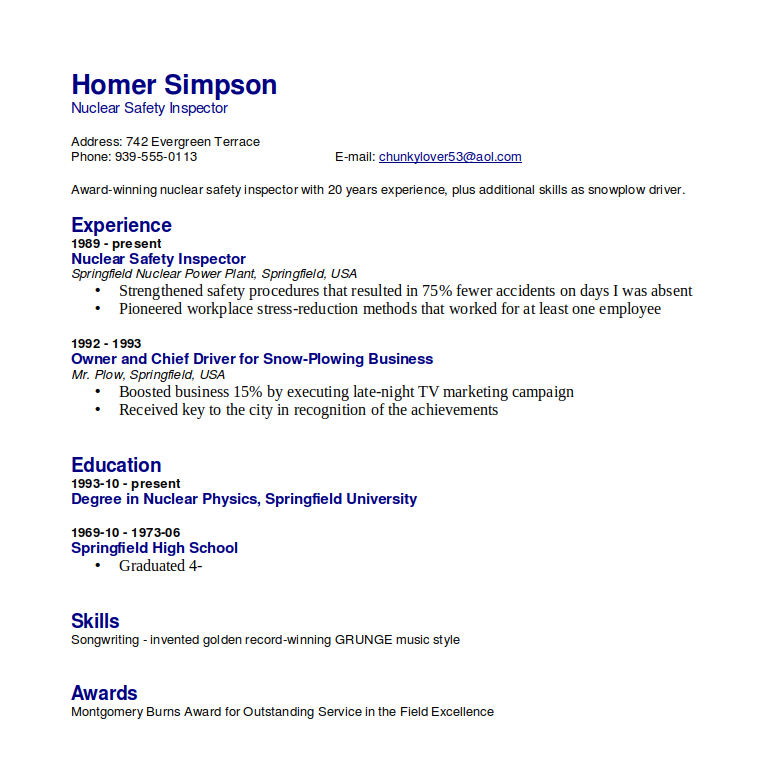 Homer Simpson
Nuclear Safety Inspector
Address: 742 Evergreen Terrace
Phone: 939-555-0113 E-mail: chunkylover53@aol.com
Award-winning nuclear safety inspector with 20 years experience, plus additional skills as snowplow driver.
Experience
1989 - present
Nuclear Safety Inspector
Springfield Nuclear Power Plant, Springfield, USA
• Strengthened safety procedures that resulted in 75% fewer accidents on days I was absent
• Pioneered workplace stress-reduction methods that worked for at least one employee
1992 - 1993
Owner and Chief Driver for Snow-Plowing Business
Mr. Plow, Springfield, USA
• Boosted business 15% by executing late-night TV marketing campaign
• Received key to the city in recognition of the achievements
Education
1993-10 - present
Degree in Nuclear Physics, Springfield University
1969-10 - 1973-06
Springfield High School
• Graduated 4-
Skills
Songwriting - invented golden record-winning GRUNGE music style
Awards
Montgomery Burns Award for Outstanding Service in the Field Excellence